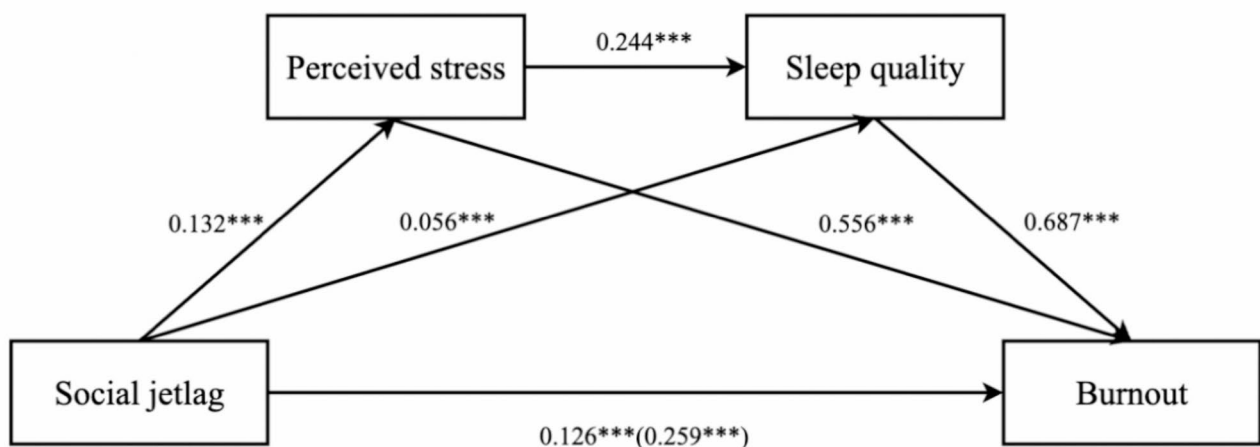 0.244***
Perceived stress
Sleep quality
0.132***
0.056***
0.556***
0.687***
Social jetlag
Burnout
0.126***(0.259***)